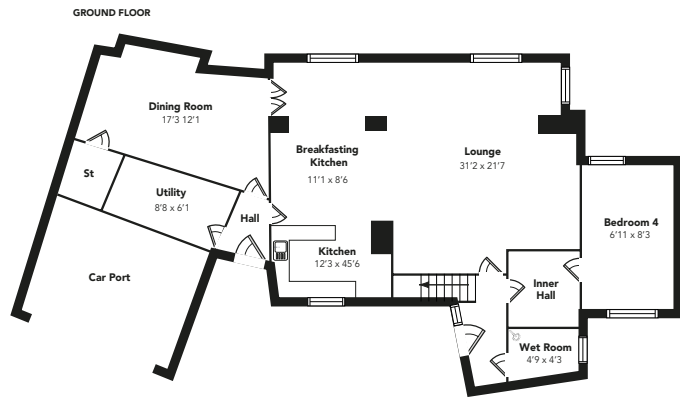 GROUND FLOOR
Dining Room
17'3 12'1
Breakfasting
Kitchen
11'1 x 8'6
Lounge
31'2 x 21'7
St
Utility
8'8 x 6'1
Hall
Bedroom 4
6'11 x 8'3
Kitchen
12'3 x 45'6
Car Port
Inner
Hall
Wet Room
4'9 x 4'3